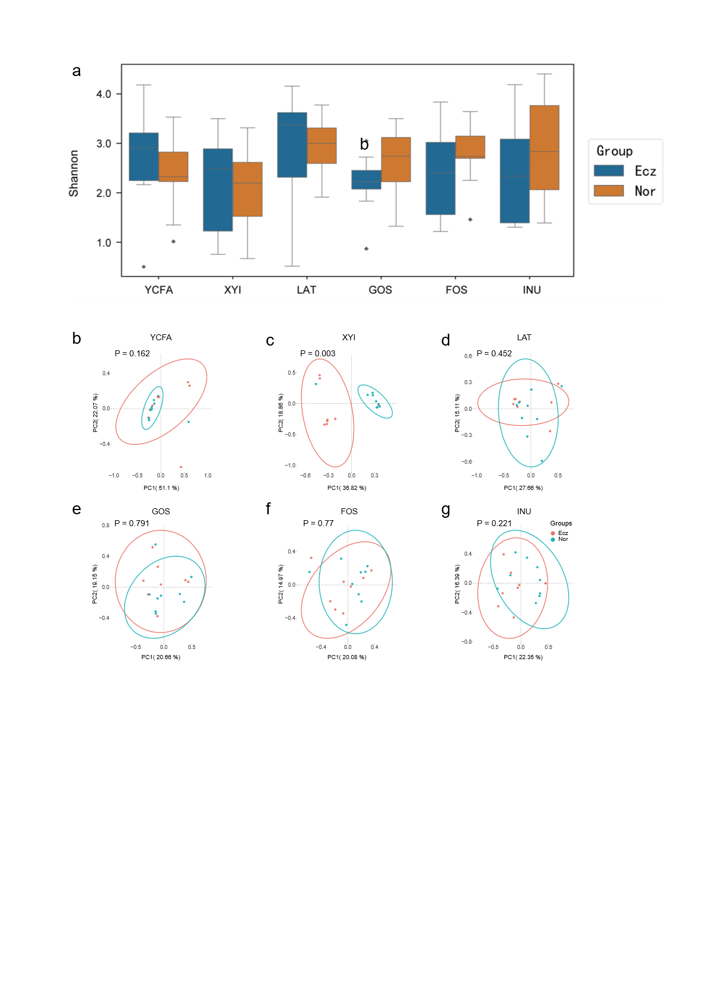 a
4.0
3.0
2.0
1.0
Shannon
b
YCFA XYI LAT GOS FOS INU
Group
Ecz
Nor
b
YCFA
P = 0.162
0.4
0.0
−0.4
PC2( 22.07 %)
−1.0 −0.5 0.0 0.5 1.0
PC1( 51.1 %)
c
XYI
P = 0.003
0.5
0.0
−0.5
−1.0
PC2( 18.86 %)
−0.6 −0.3 0.0 0.3
PC1( 36.82 %)
d
LAT
P = 0.452
0.6
0.3
0.0
−0.3
−0.6
PC2( 15.11 %)
−1.0 −0.5 0.0 0.5
PC1( 27.66 %)
e
GOS
P = 0.791
0.8
0.4
0.0
−0.4
PC2( 19.15 %)
−0.5 0.0 0.5
PC1( 20.66 %)
f
FOS
P = 0.77
0.4
0.0
−0.4
PC2( 14.97 %)
−0.4 0.0 0.4
PC1( 20.08 %)
g
INU
P = 0.221
Groups
Ecz
Nor
0.4
0.0
−0.4
−0.8
PC2( 16.39 %)
−0.5 0.0 0.5
PC1( 22.35 %)